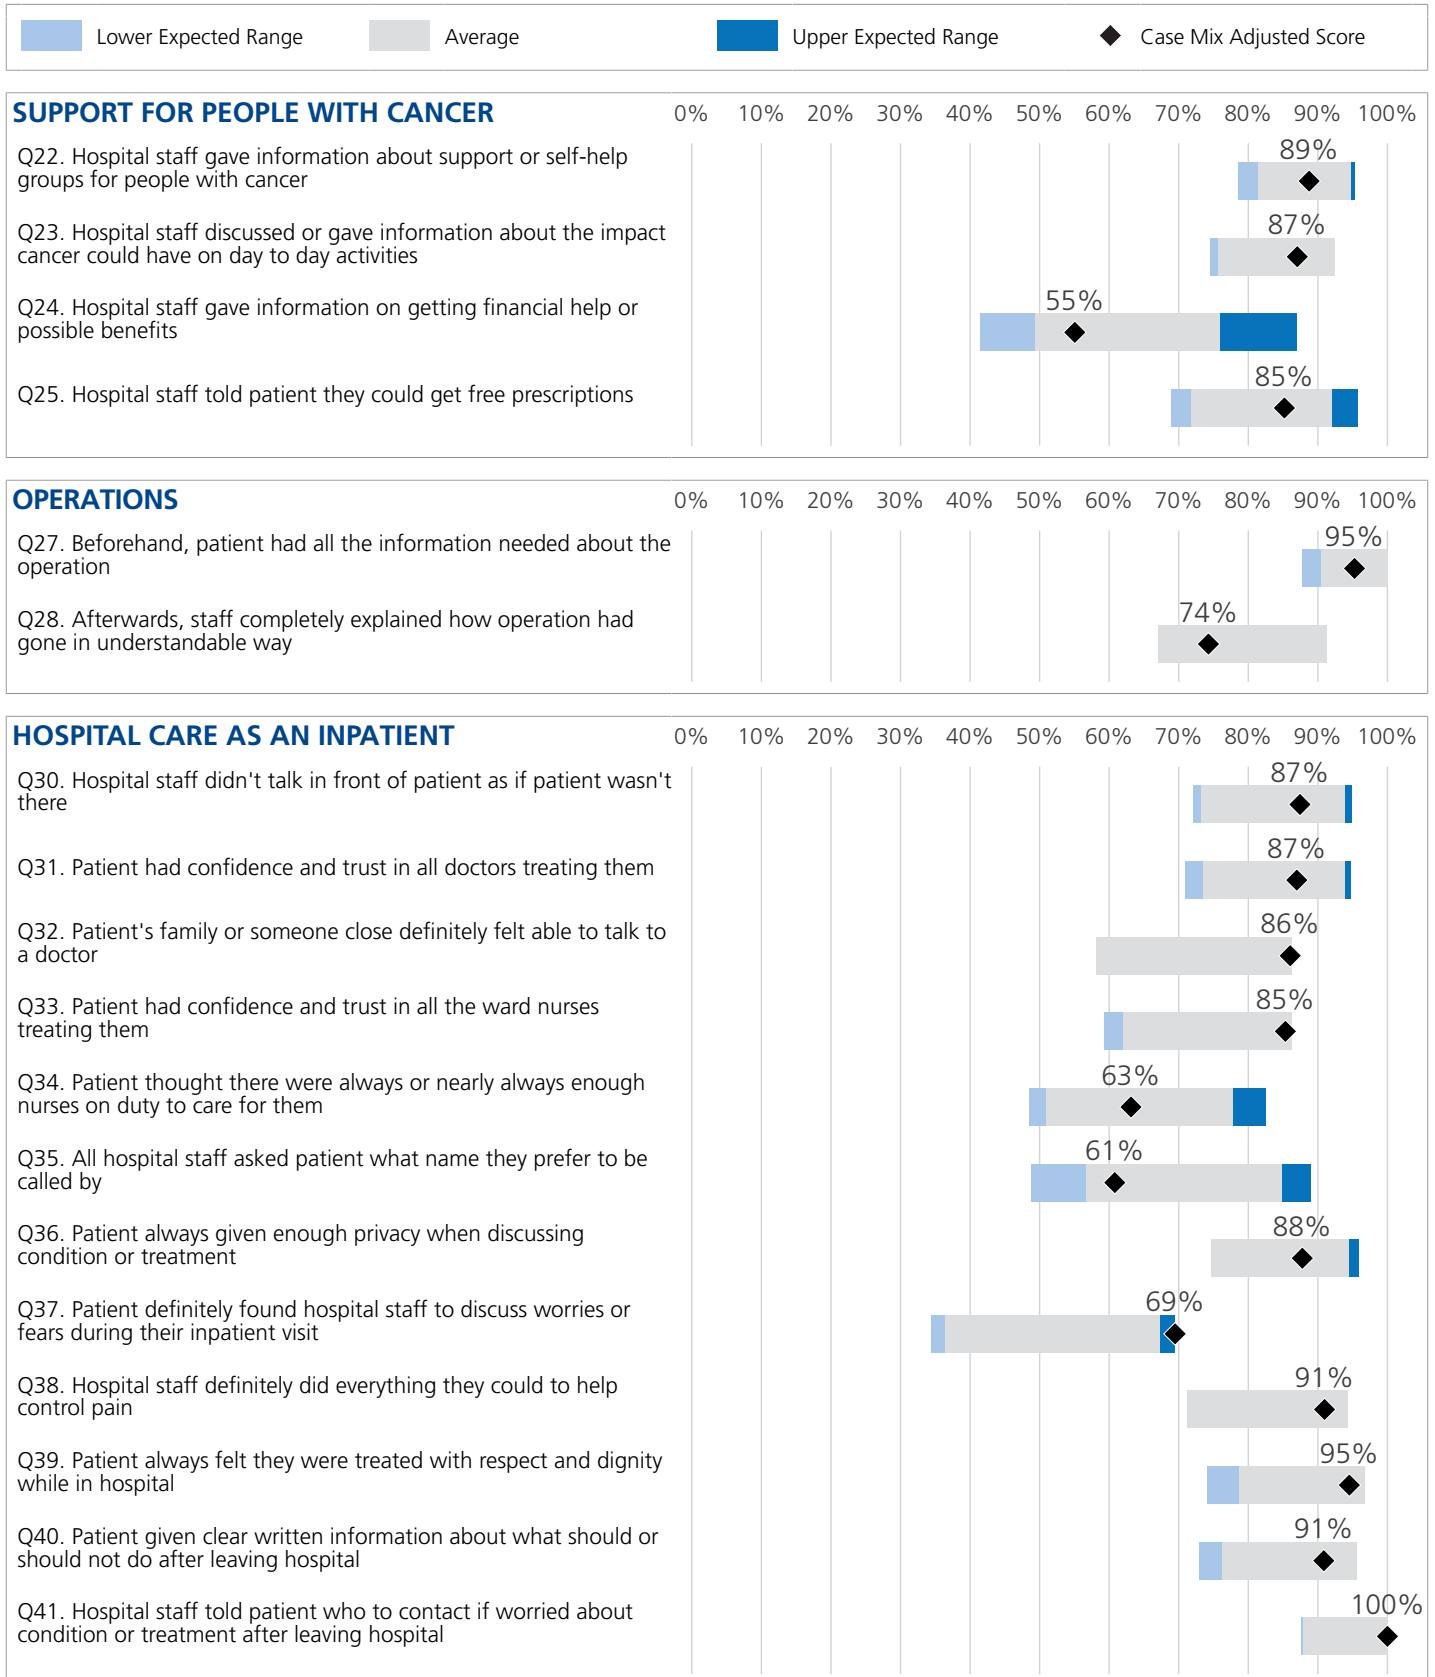 Lower Expected Range Average Upper Expected Range Case Mix Adjusted Score
SUPPORT FOR PEOPLE WITH CANCER 0% 10% 20% 30% 40% 50% 60% 70% 80% 90% 100%
Q22. Hospital staff gave information about support or self-help
groups for people with cancer
89%
Q23. Hospital staff discussed or gave information about the impact
cancer could have on day to day activities
87%
Q24. Hospital staff gave information on getting financial help or
possible benefits
55%
Q25. Hospital staff told patient they could get free prescriptions
85%
OPERATIONS 0% 10% 20% 30% 40% 50% 60% 70% 80% 90% 100%
Q27. Beforehand, patient had all the information needed about the
operation
95%
Q28. Afterwards, staff completely explained how operation had
gone in understandable way
74%
HOSPITAL CARE AS AN INPATIENT 0% 10% 20% 30% 40% 50% 60% 70% 80% 90% 100%
Q30. Hospital staff didn't talk in front of patient as if patient wasn't
there
87%
Q31. Patient had confidence and trust in all doctors treating them
87%
Q32. Patient's family or someone close definitely felt able to talk to
a doctor
86%
Q33. Patient had confidence and trust in all the ward nurses
treating them
85%
Q34. Patient thought there were always or nearly always enough
nurses on duty to care for them
63%
Q35. All hospital staff asked patient what name they prefer to be
called by
61%
Q36. Patient always given enough privacy when discussing
condition or treatment
88%
Q37. Patient definitely found hospital staff to discuss worries or
fears during their inpatient visit
69%
Q38. Hospital staff definitely did everything they could to help
control pain
91%
Q39. Patient always felt they were treated with respect and dignity
while in hospital
95%
Q40. Patient given clear written information about what should or
should not do after leaving hospital
91%
Q41. Hospital staff told patient who to contact if worried about
condition or treatment after leaving hospital
100%